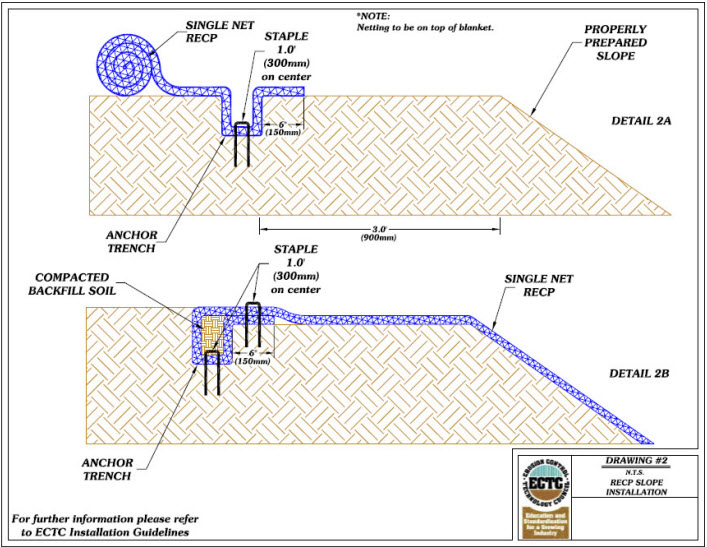 *NOTE:
Netting to be on top of blanket.
SINGLE NET
RECP
STAPLE
1.0'
(300mm)
on center
PROPERLY
PREPARED
SLOPE
DETAIL 2A
6"
(150mm)
ANCHOR
TRENCH
3.0'
(900mm)
STAPLE
1.0'
(300mm)
on center
COMPACTED
BACKFILL SOIL
SINGLE NET
RECP
6"
(150mm)
DETAIL 2B
ANCHOR
TRENCH
EROSION CONTROL
ECTC
TECHNOLOGY COUNCIL
Education and
Standardization
for a Growing
Industry
DRAWING #2
N.T.S.
RECP SLOPE
INSTALLATION
For further information please refer
to ECTC Installation Guidelines